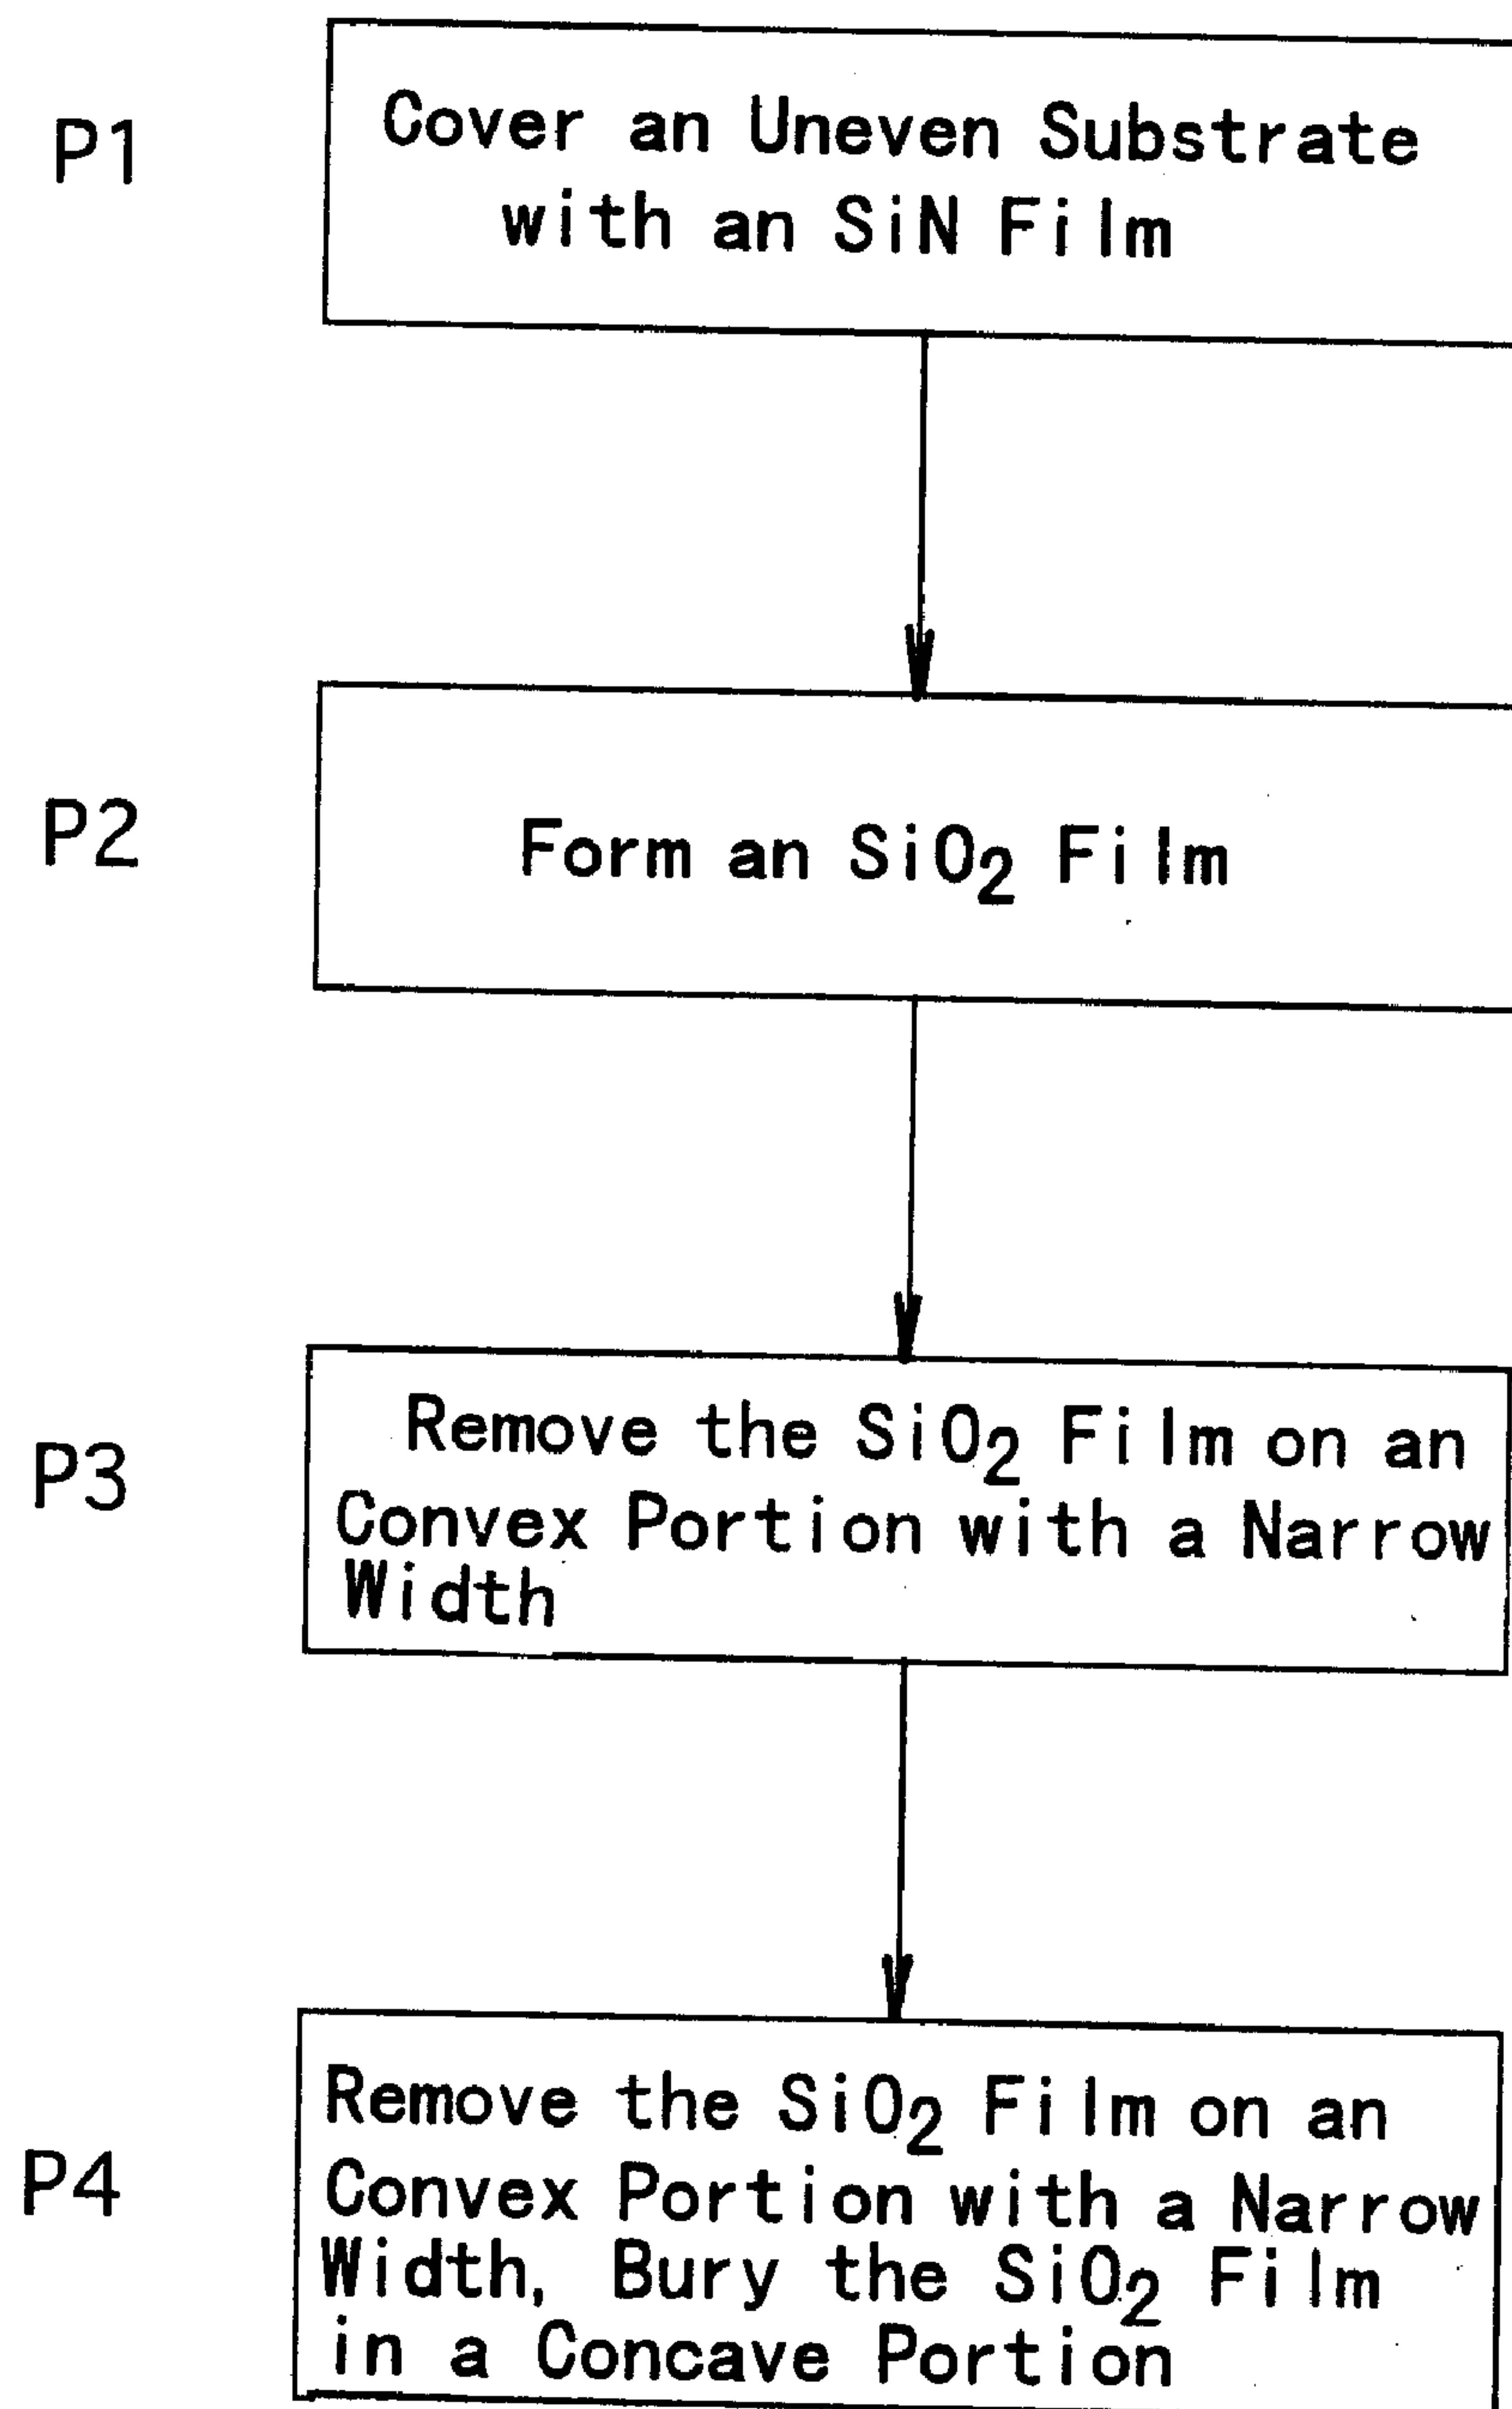 P1
Cover an Uneven Substrate
with an SiN Film
P2
Form an SiO₂ Film
P3
Remove the SiO₂ Film on an
Convex Portion with a Narrow
Width
P4
Remove the SiO₂ Film on an
Convex Portion with a Narrow
Width, Bury the SiO₂ Film
in a Concave Portion